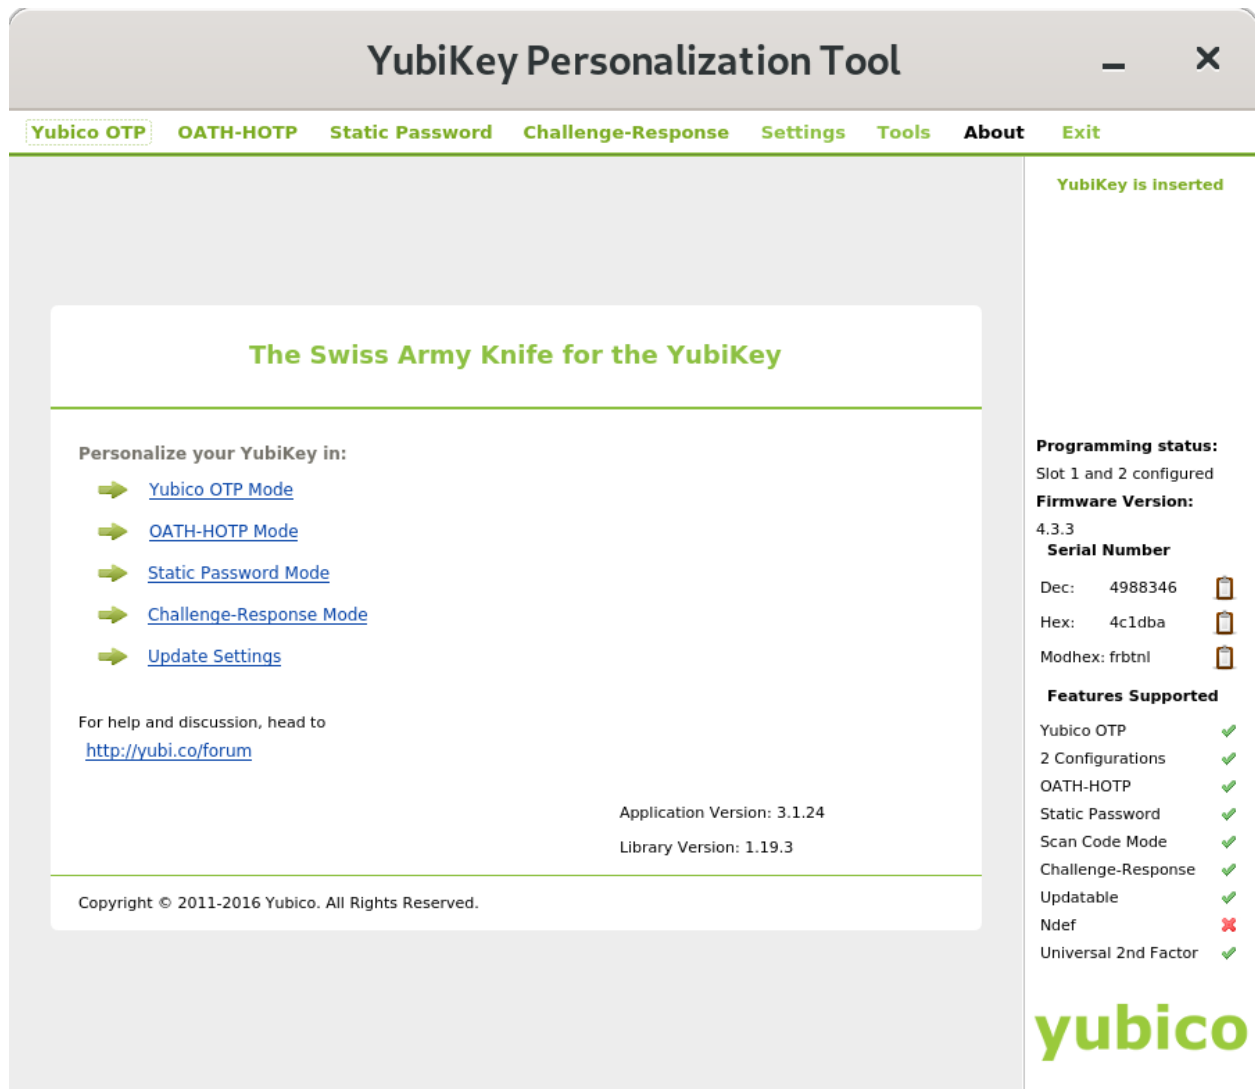 YubiKey Personalization Tool
Yubico OTP OATH-HOTP Static Password Challenge-Response Settings Tools About Exit
The Swiss Army Knife for the YubiKey
Personalize your YubiKey in:
Yubico OTP Mode
OATH-HOTP Mode
Static Password Mode
Challenge-Response Mode
Update Settings
For help and discussion, head to
http://yubi.co/forum
Application Version: 3.1.24
Library Version: 1.19.3
Copyright © 2011-2016 Yubico. All Rights Reserved.
YubiKey is inserted
Programming status:
Slot 1 and 2 configured
Firmware Version:
4.3.3
Serial Number
Dec: 4988346
Hex: 4c1dba
Modhex: frbtnl
Features Supported
Yubico OTP
2 Configurations
OATH-HOTP
Static Password
Scan Code Mode
Challenge-Response
Updatable
Ndef
Universal 2nd Factor
yubico